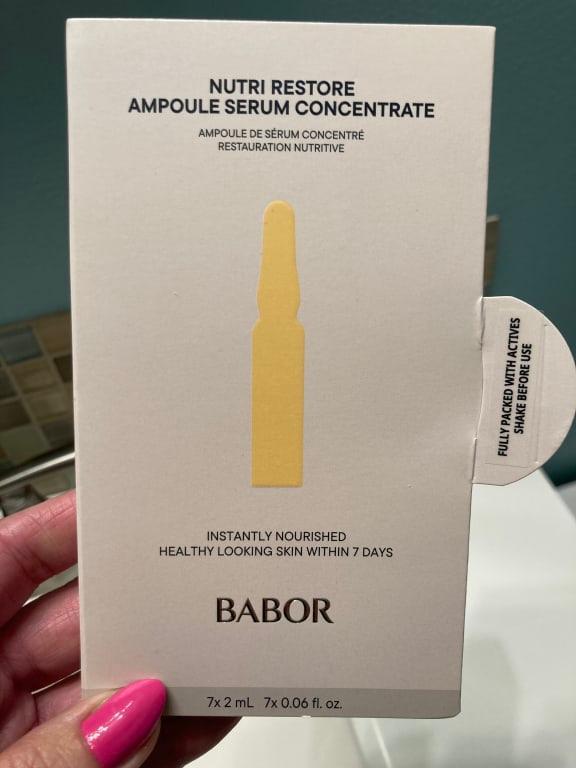 NUTRI RESTORE
AMPOULE SERUM CONCENTRATE
AMPOULE DE SÉRUM CONCENTRÉ
RESTAURATION NUTRITIVE
FULLY PACKED WITH ACTIVES
SHAKE BEFORE USE
INSTANTLY NOURISHED
HEALTHY LOOKING SKIN WITHIN 7 DAYS
BABOR
7x 2 mL 7x 0.06 fl. oz.